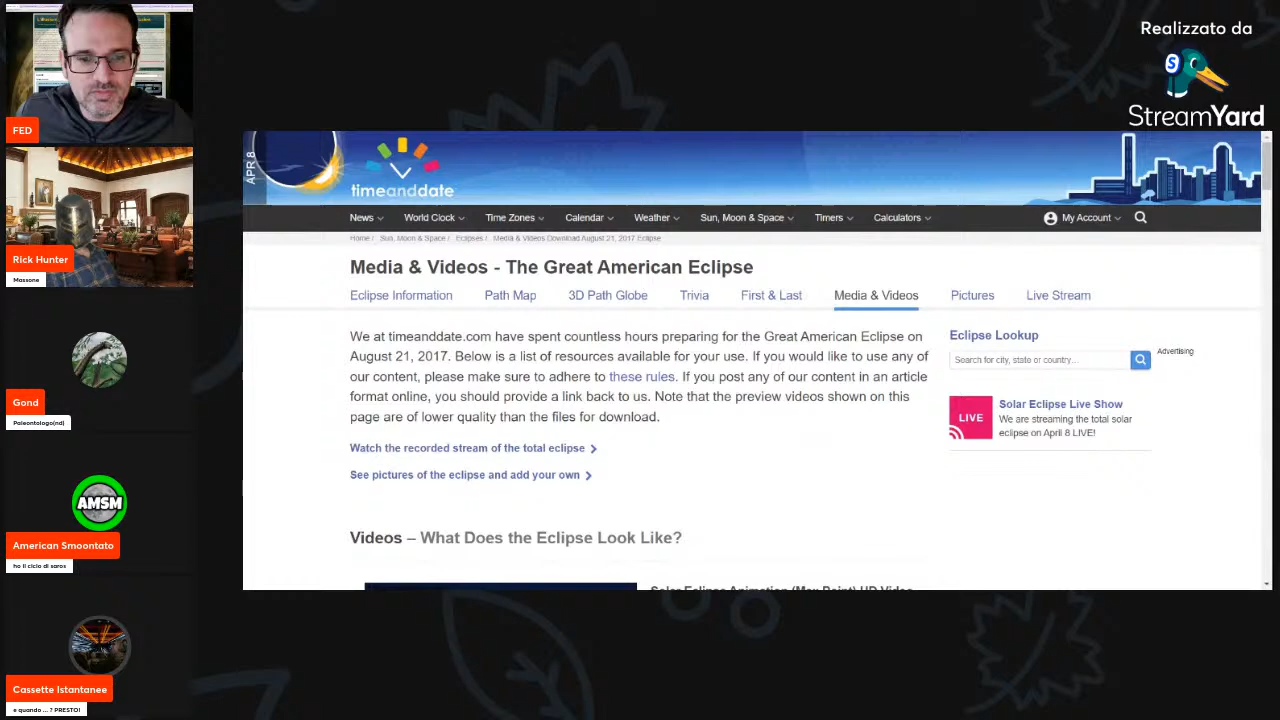 Realizzato da
StreamYard
FED
Rick Hunter
Massone
Gond
Paleontologo(nd)
AMSM
American Smoontato
ho il ciclo di saros
Cassette Istantanee
e quando ... ? PRESTO!
APR 8
timeanddate
News World Clock Time Zones Calendar Weather Sun, Moon & Space Timers Calculators My Account
Home / Sun, Moon & Space / Eclipses / Media & Videos Download August 21, 2017 Eclipse
Media & Videos - The Great American Eclipse
Eclipse Information Path Map 3D Path Globe Trivia First & Last Media & Videos Pictures Live Stream
We at timeanddate.com have spent countless hours preparing for the Great American Eclipse on
August 21, 2017. Below is a list of resources available for your use. If you would like to use any of
our content, please make sure to adhere to these rules. If you post any of our content in an article
format online, you should provide a link back to us. Note that the preview videos shown on this
page are of lower quality than the files for download.
Watch the recorded stream of the total eclipse
See pictures of the eclipse and add your own
Videos – What Does the Eclipse Look Like?
Solar Eclipse Animation (Max Point) HD Video
Eclipse Lookup
Search for city, state or country...
Advertising
LIVE
Solar Eclipse Live Show
We are streaming the total solar
eclipse on April 8 LIVE!